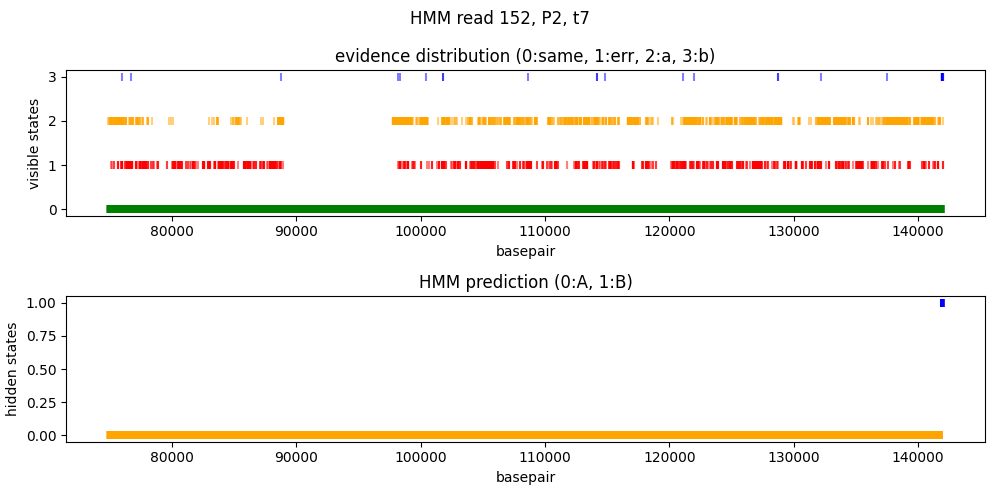 HMM read 152, P2, t7
evidence distribution (0:same, 1:err, 2:a, 3:b)
visible states
3
2
1
0
80000 90000 100000 110000 120000 130000 140000
basepair
HMM prediction (0:A, 1:B)
hidden states
1.00
0.75
0.50
0.25
0.00
80000 90000 100000 110000 120000 130000 140000
basepair